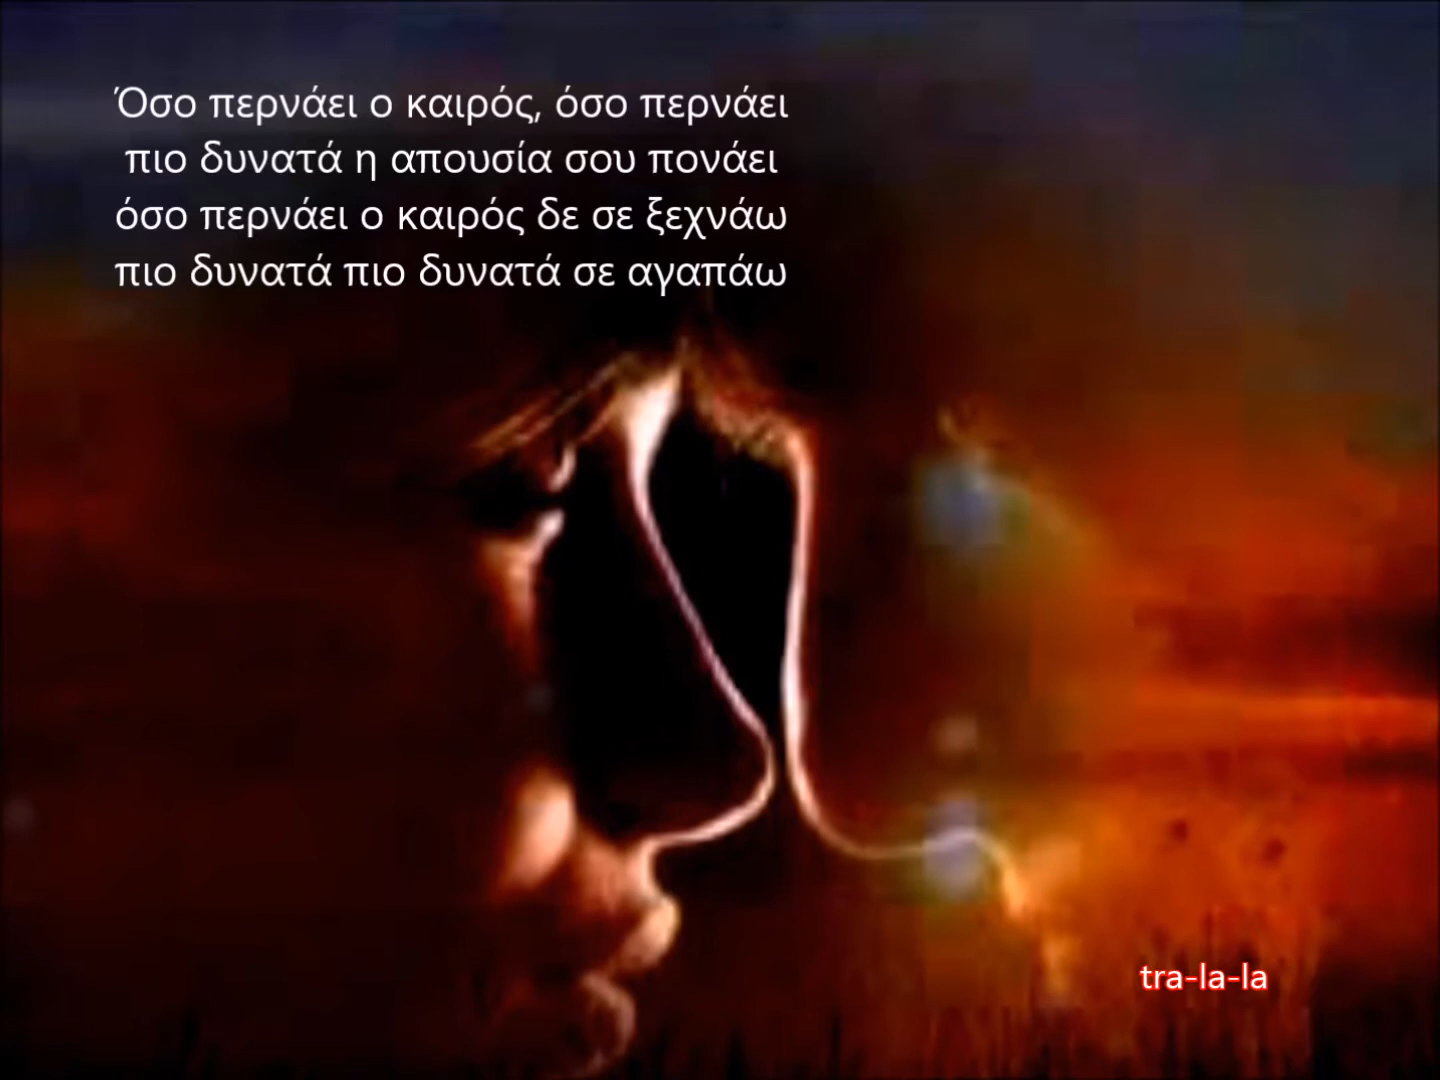 Όσο περνάει ο καιρός, όσο περνάει
πιο δυνατά η απουσία σου πονάει
όσο περνάει ο καιρός δε σε ξεχνάω
πιο δυνατά πιο δυνατά σε αγαπάω
tra-la-la